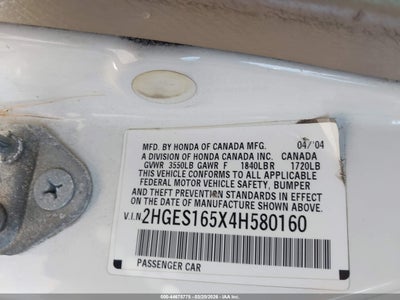 MFD. BY HONDA OF CANADA MFG. 04/'04
A DIVISION OF HONDA CANADA INC. CANADA
GVWR 3550LB GAWR F 1840LB R 1720LB
THIS VEHICLE CONFORMS TO ALL APPLICABLE
FEDERAL MOTOR VEHICLE SAFETY, BUMPER
AND THEFT PREVENTION STANDARDS IN
EFFECT ON THE DATE OF MANUFACTURE SHOWN ABOVE.
V.I.N 2HGES165X4H580160
PASSENGER CAR